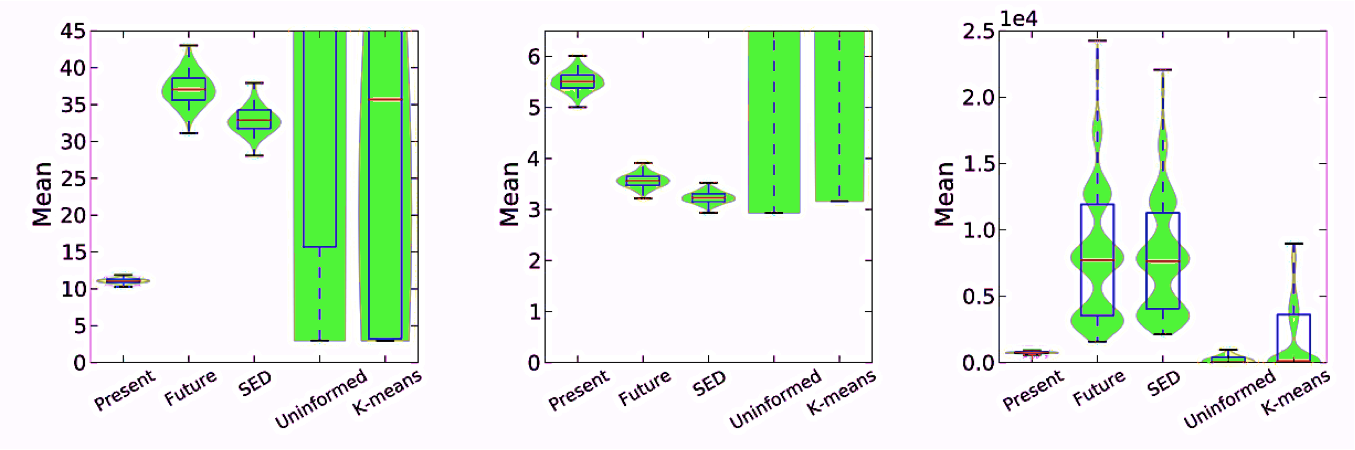 45
40
35
30
25
20
15
10
5
0
Mean
Present
Future
SED
Uninformed
K-means
6
5
4
3
2
1
0
Mean
Present
Future
SED
Uninformed
K-means
2.5 1e4
2.0
1.5
1.0
0.5
0.0
Mean
Present
Future
SED
Uninformed
K-means